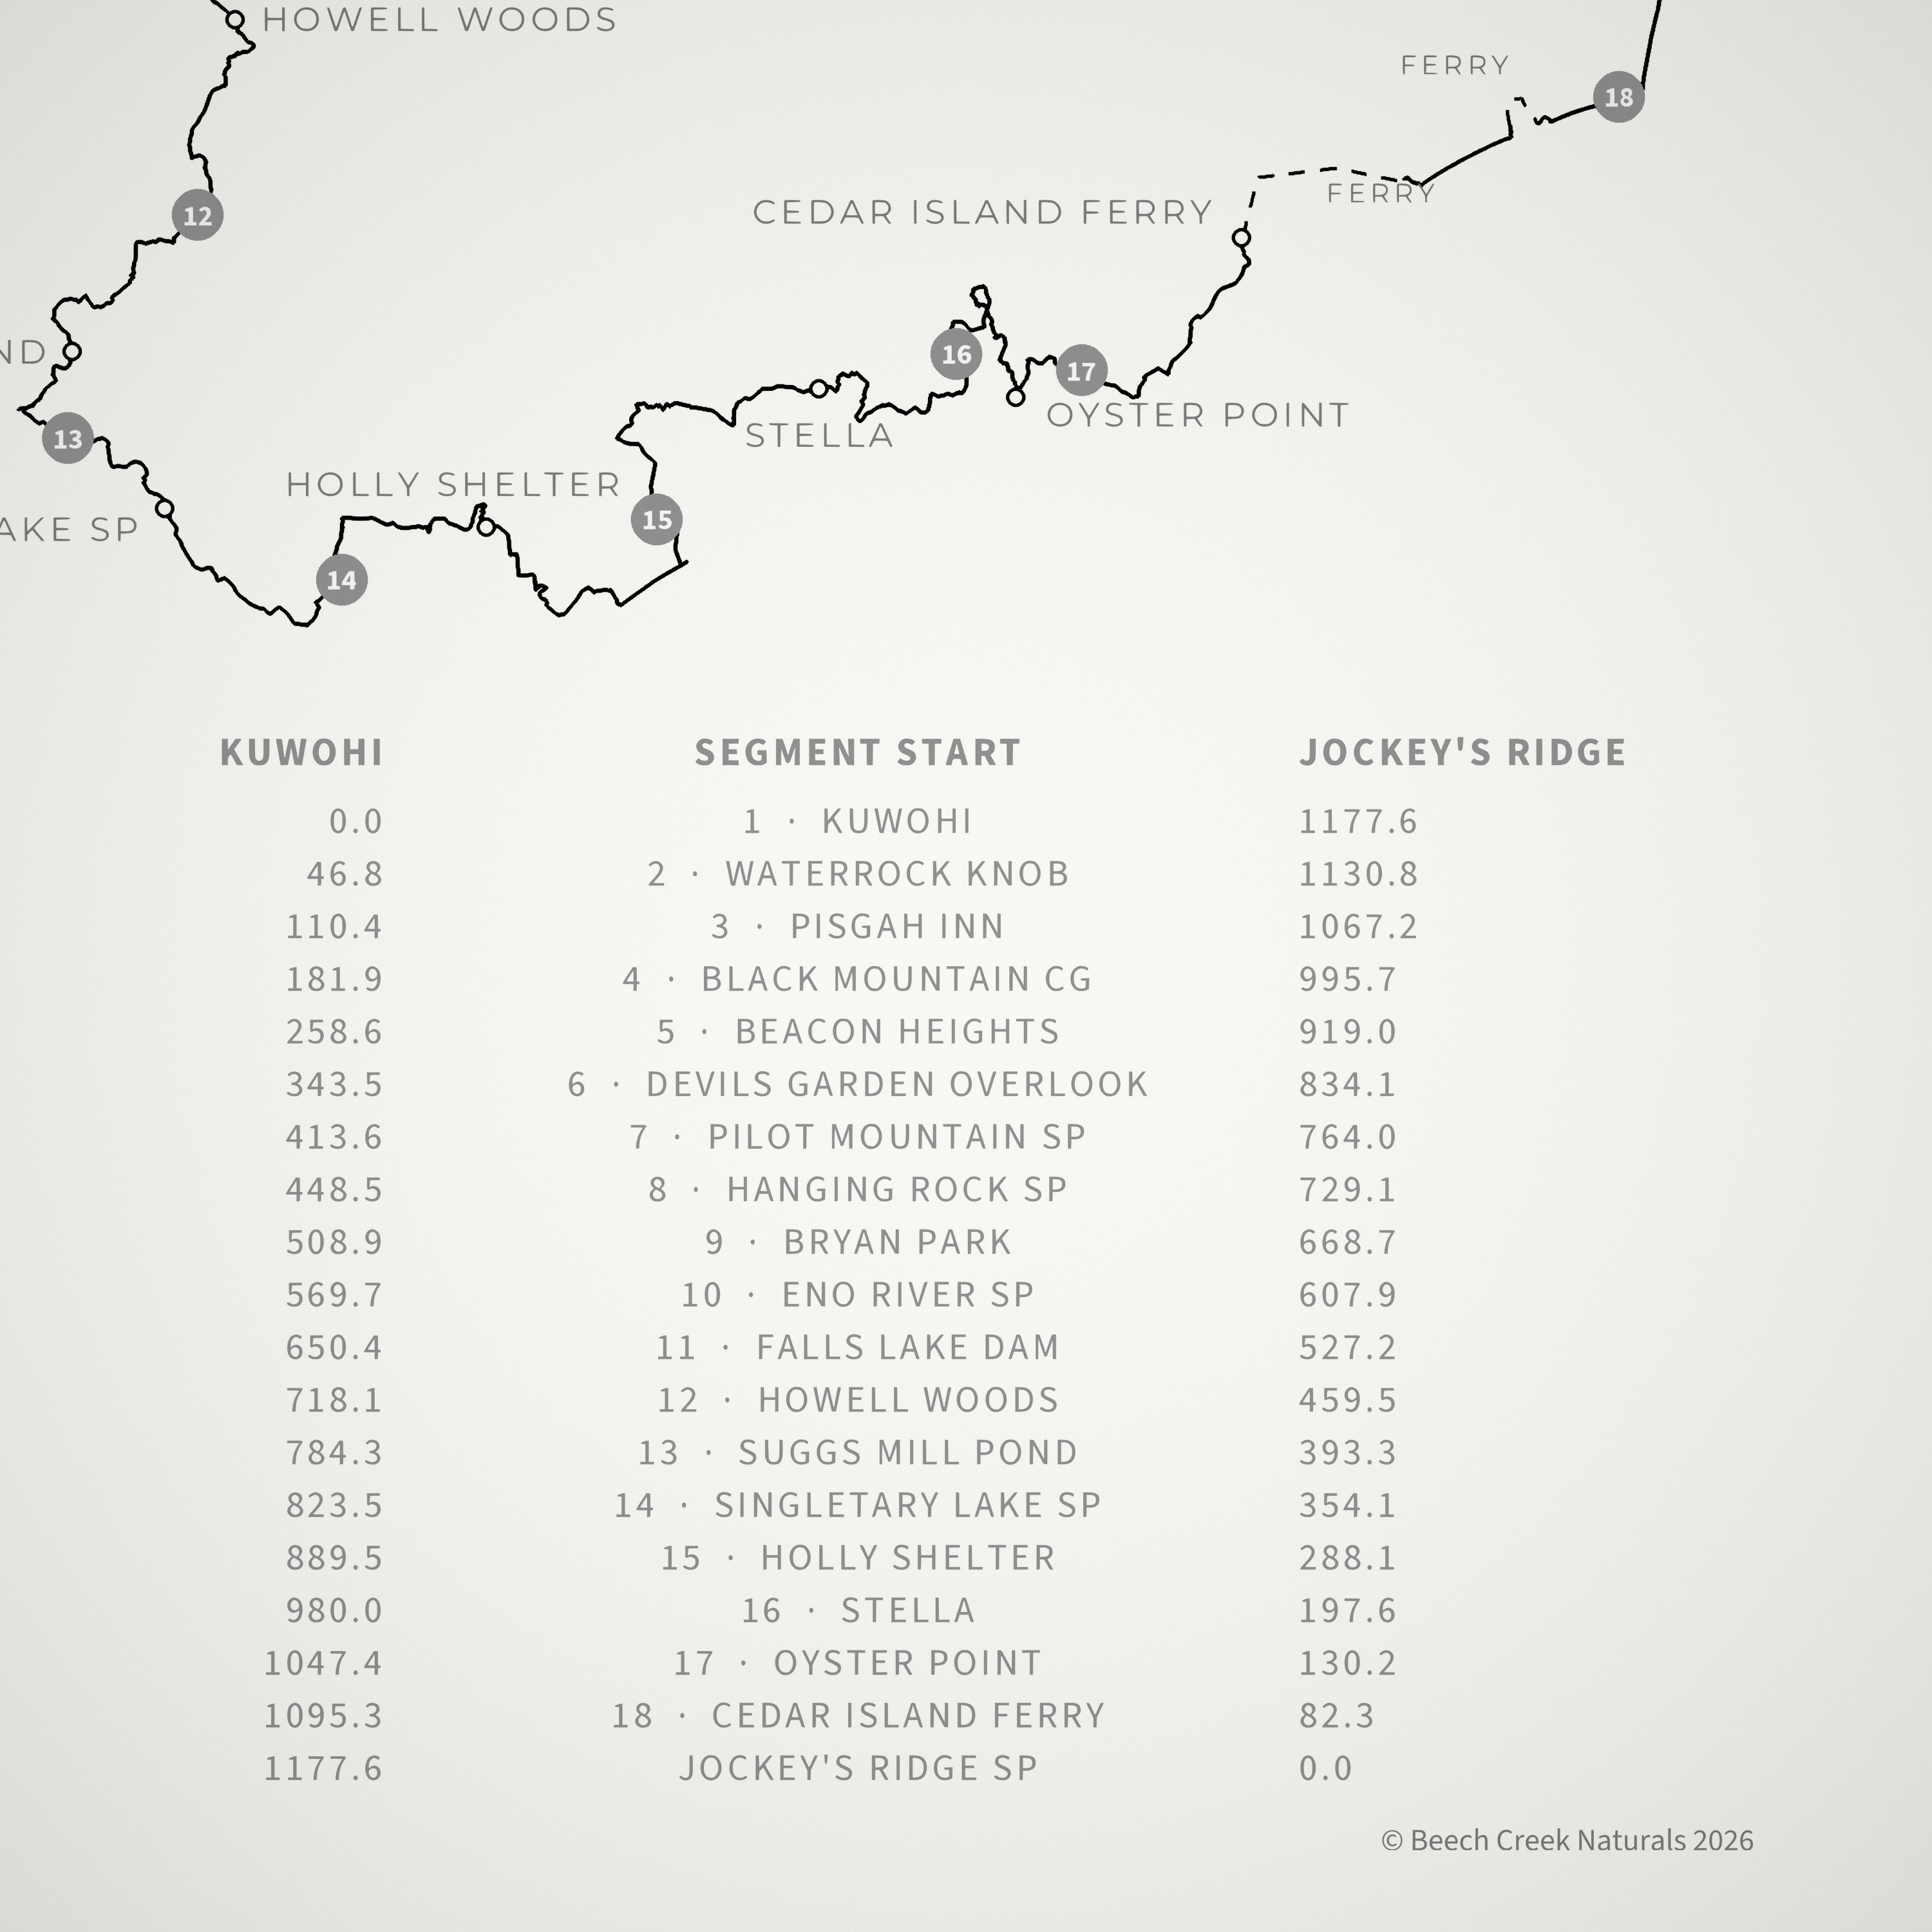 HOWELL WOODS
FERRY
18
FERRY
12
CEDAR ISLAND FERRY
ND
16
17
OYSTER POINT
13
STELLA
HOLLY SHELTER
15
AKE SP
14
KUWOHI SEGMENT START JOCKEY'S RIDGE
0.0 1 · KUWOHI 1177.6
46.8 2 · WATERROCK KNOB 1130.8
110.4 3 · PISGAH INN 1067.2
181.9 4 · BLACK MOUNTAIN CG 995.7
258.6 5 · BEACON HEIGHTS 919.0
343.5 6 · DEVILS GARDEN OVERLOOK 834.1
413.6 7 · PILOT MOUNTAIN SP 764.0
448.5 8 · HANGING ROCK SP 729.1
508.9 9 · BRYAN PARK 668.7
569.7 10 · ENO RIVER SP 607.9
650.4 11 · FALLS LAKE DAM 527.2
718.1 12 · HOWELL WOODS 459.5
784.3 13 · SUGGS MILL POND 393.3
823.5 14 · SINGLETARY LAKE SP 354.1
889.5 15 · HOLLY SHELTER 288.1
980.0 16 · STELLA 197.6
1047.4 17 · OYSTER POINT 130.2
1095.3 18 · CEDAR ISLAND FERRY 82.3
1177.6 JOCKEY'S RIDGE SP 0.0
© Beech Creek Naturals 2026